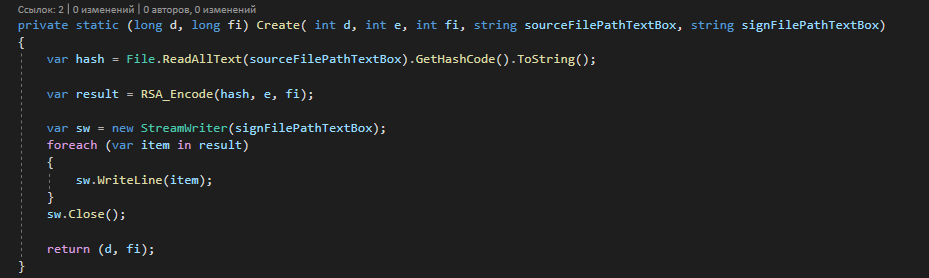 Ссылок: 2 | 0 изменений | 0 авторов, 0 изменений
private static (long d, long fi) Create( int d, int e, int fi, string sourceFilePathTextBox, string signFilePathTextBox)
{
var hash = File.ReadAllText(sourceFilePathTextBox).GetHashCode().ToString();
var result = RSA_Encode(hash, e, fi);
var sw = new StreamWriter(signFilePathTextBox);
foreach (var item in result)
{
sw.WriteLine(item);
}
sw.Close();
return (d, fi);
}